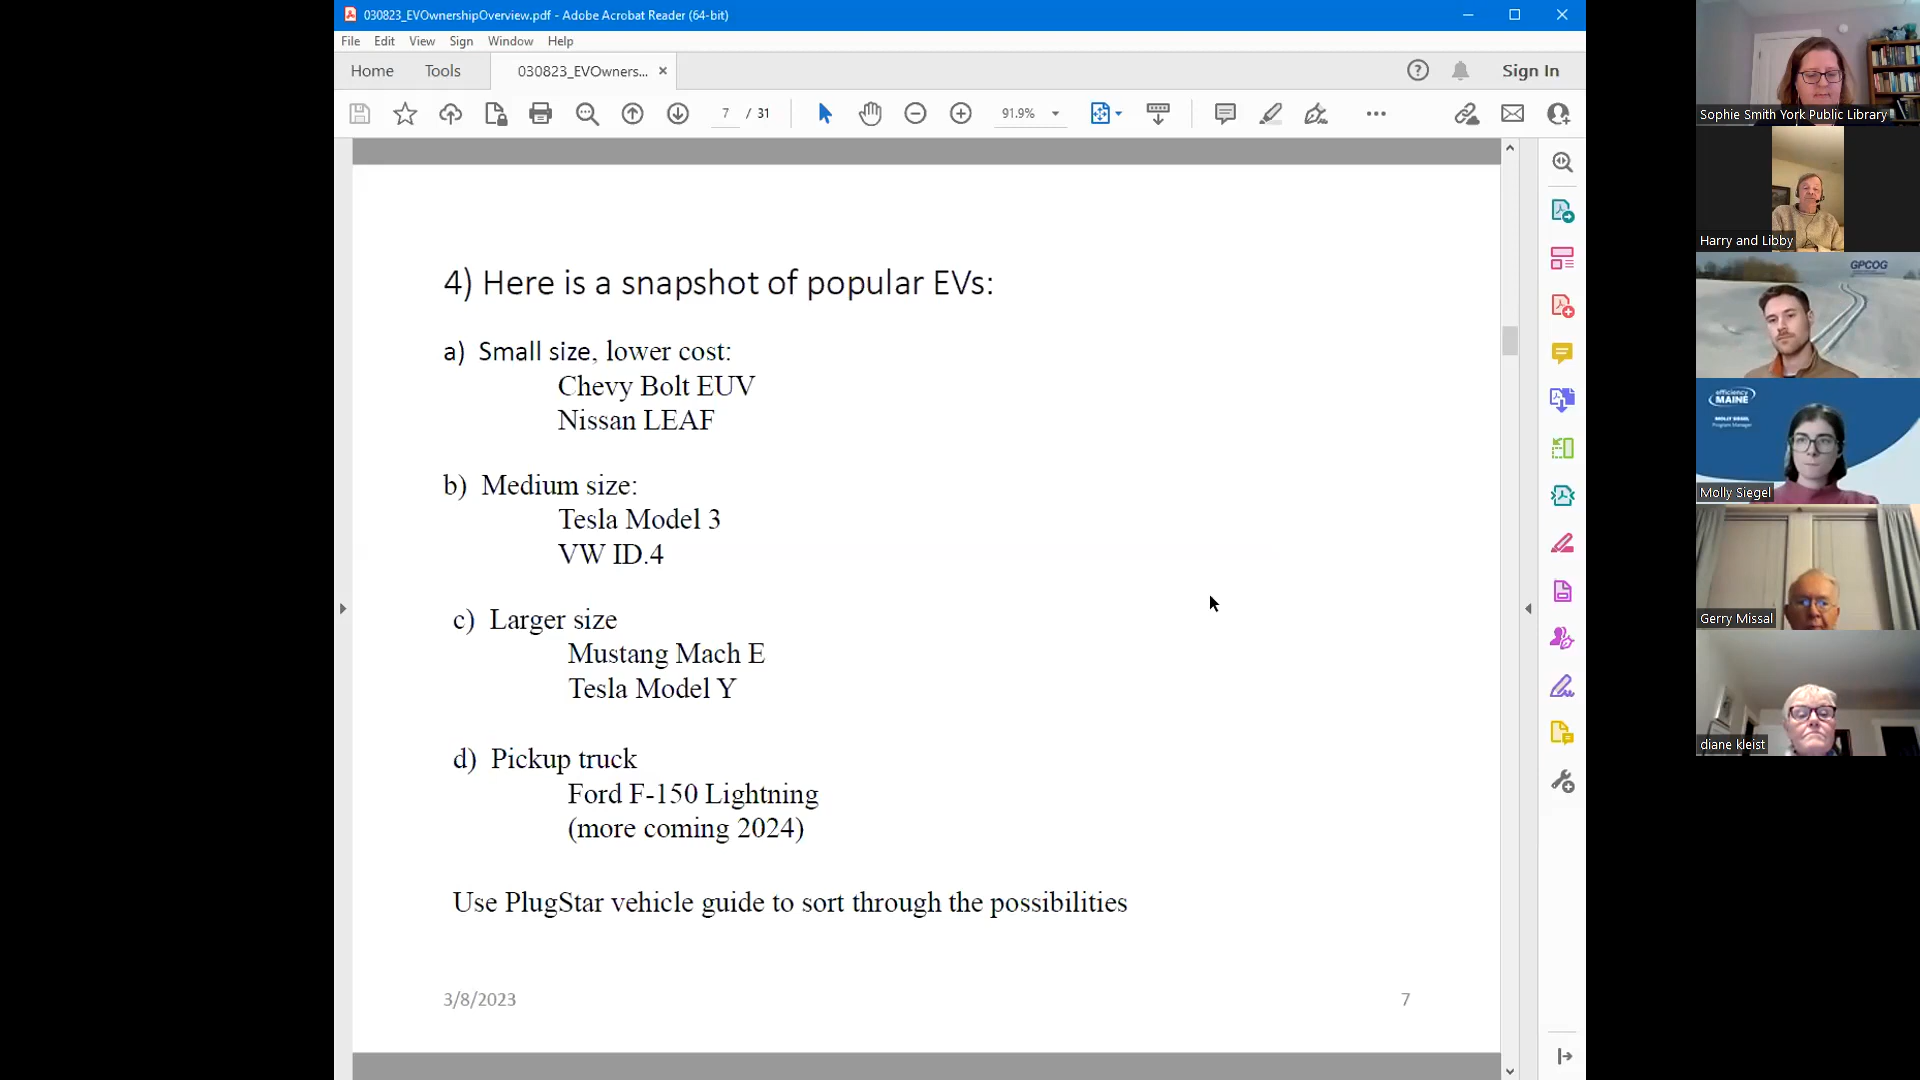 030823_EVOwnershipOverview.pdf - Adobe Acrobat Reader (64-bit)
File Edit View Sign Window Help
Home Tools 030823_EVOwners... Sign In
7 / 31 91.9%
4) Here is a snapshot of popular EVs:
a) Small size, lower cost:
Chevy Bolt EUV
Nissan LEAF
b) Medium size:
Tesla Model 3
VW ID.4
c) Larger size
Mustang Mach E
Tesla Model Y
d) Pickup truck
Ford F-150 Lightning
(more coming 2024)
Use PlugStar vehicle guide to sort through the possibilities
3/8/2023
7
Sophie Smith York Public Library
Harry and Libby
GPCOG
efficiency
MAINE
MOLLY SIEGEL
Program Manager
Molly Siegel
Gerry Missal
diane kleist